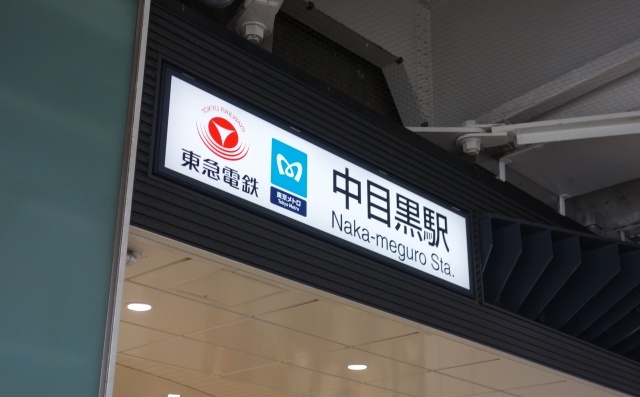 TOKYU RAILWAYS
東急電鉄
東京メトロ
Tokyo Metro
中目黒駅
Naka-meguro Sta.